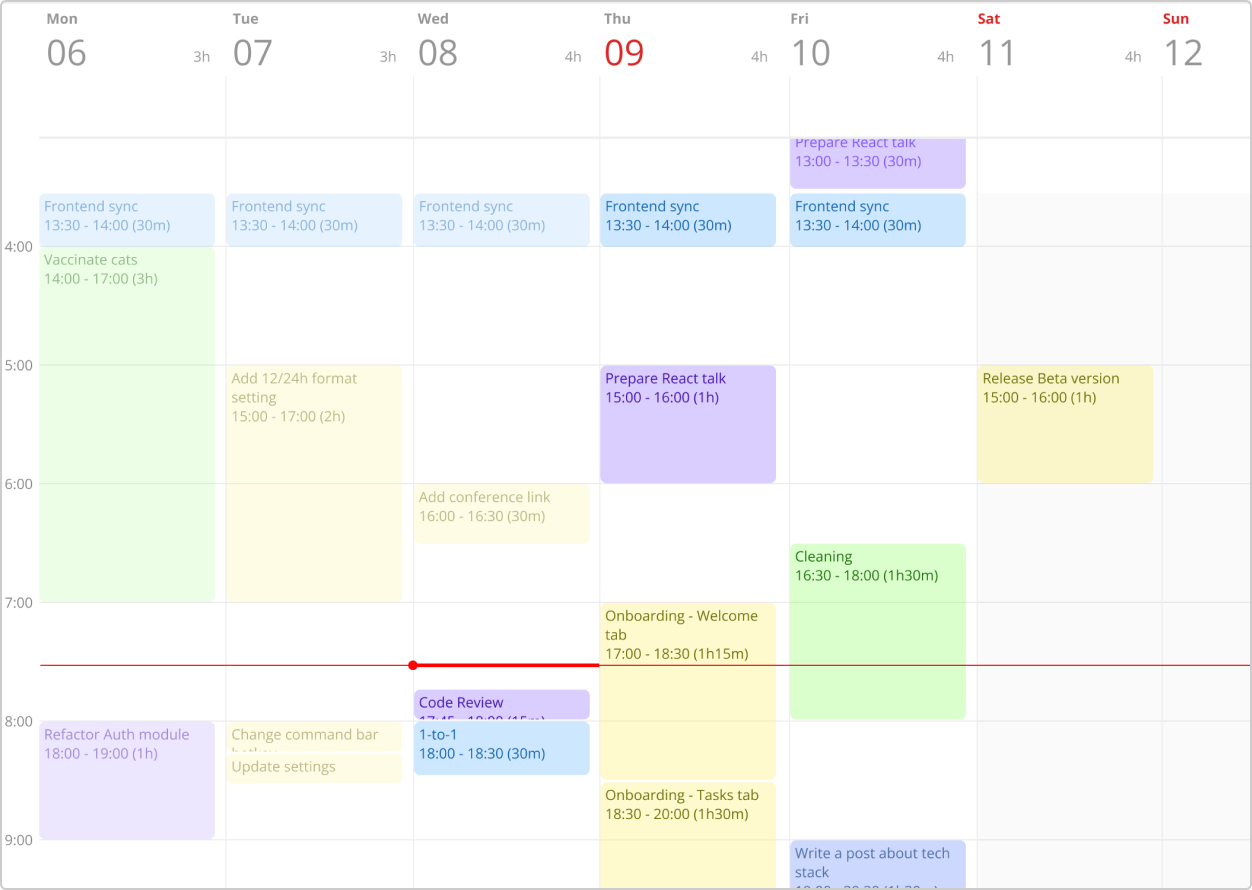 Mon
06
3h
Tue
07
3h
Wed
08
4h
Thu
09
4h
Fri
10
4h
Sat
11
4h
Sun
12
Prepare React talk
13:00 - 13:30 (30m)
Frontend sync
13:30 - 14:00 (30m)
Frontend sync
13:30 - 14:00 (30m)
Frontend sync
13:30 - 14:00 (30m)
Frontend sync
13:30 - 14:00 (30m)
Frontend sync
13:30 - 14:00 (30m)
4:00
Vaccinate cats
14:00 - 17:00 (3h)
5:00
Add 12/24h format
setting
15:00 - 17:00 (2h)
Prepare React talk
15:00 - 16:00 (1h)
Release Beta version
15:00 - 16:00 (1h)
6:00
Add conference link
16:00 - 16:30 (30m)
Cleaning
16:30 - 18:00 (1h30m)
7:00
Onboarding - Welcome
tab
17:00 - 18:30 (1h15m)
Code Review
17:45 - 18:00 (15m)
8:00
Refactor Auth module
18:00 - 19:00 (1h)
Change command bar
hotkey
Update settings
1-to-1
18:00 - 18:30 (30m)
Onboarding - Tasks tab
18:30 - 20:00 (1h30m)
9:00
Write a post about tech
stack